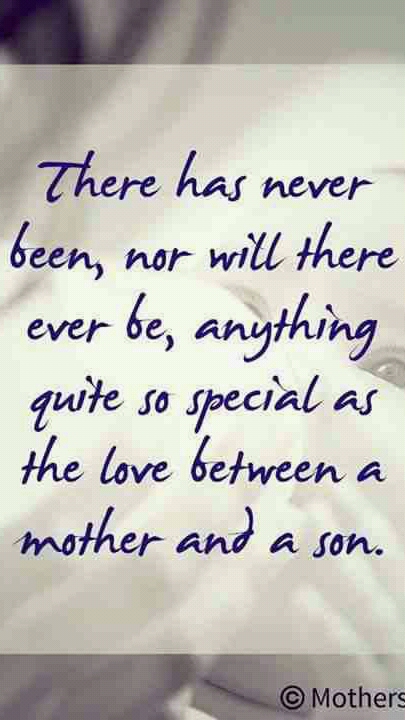 There has never
been, nor will there
ever be, anything
quite so special as
the love between a
mother and a son.
© Mothers